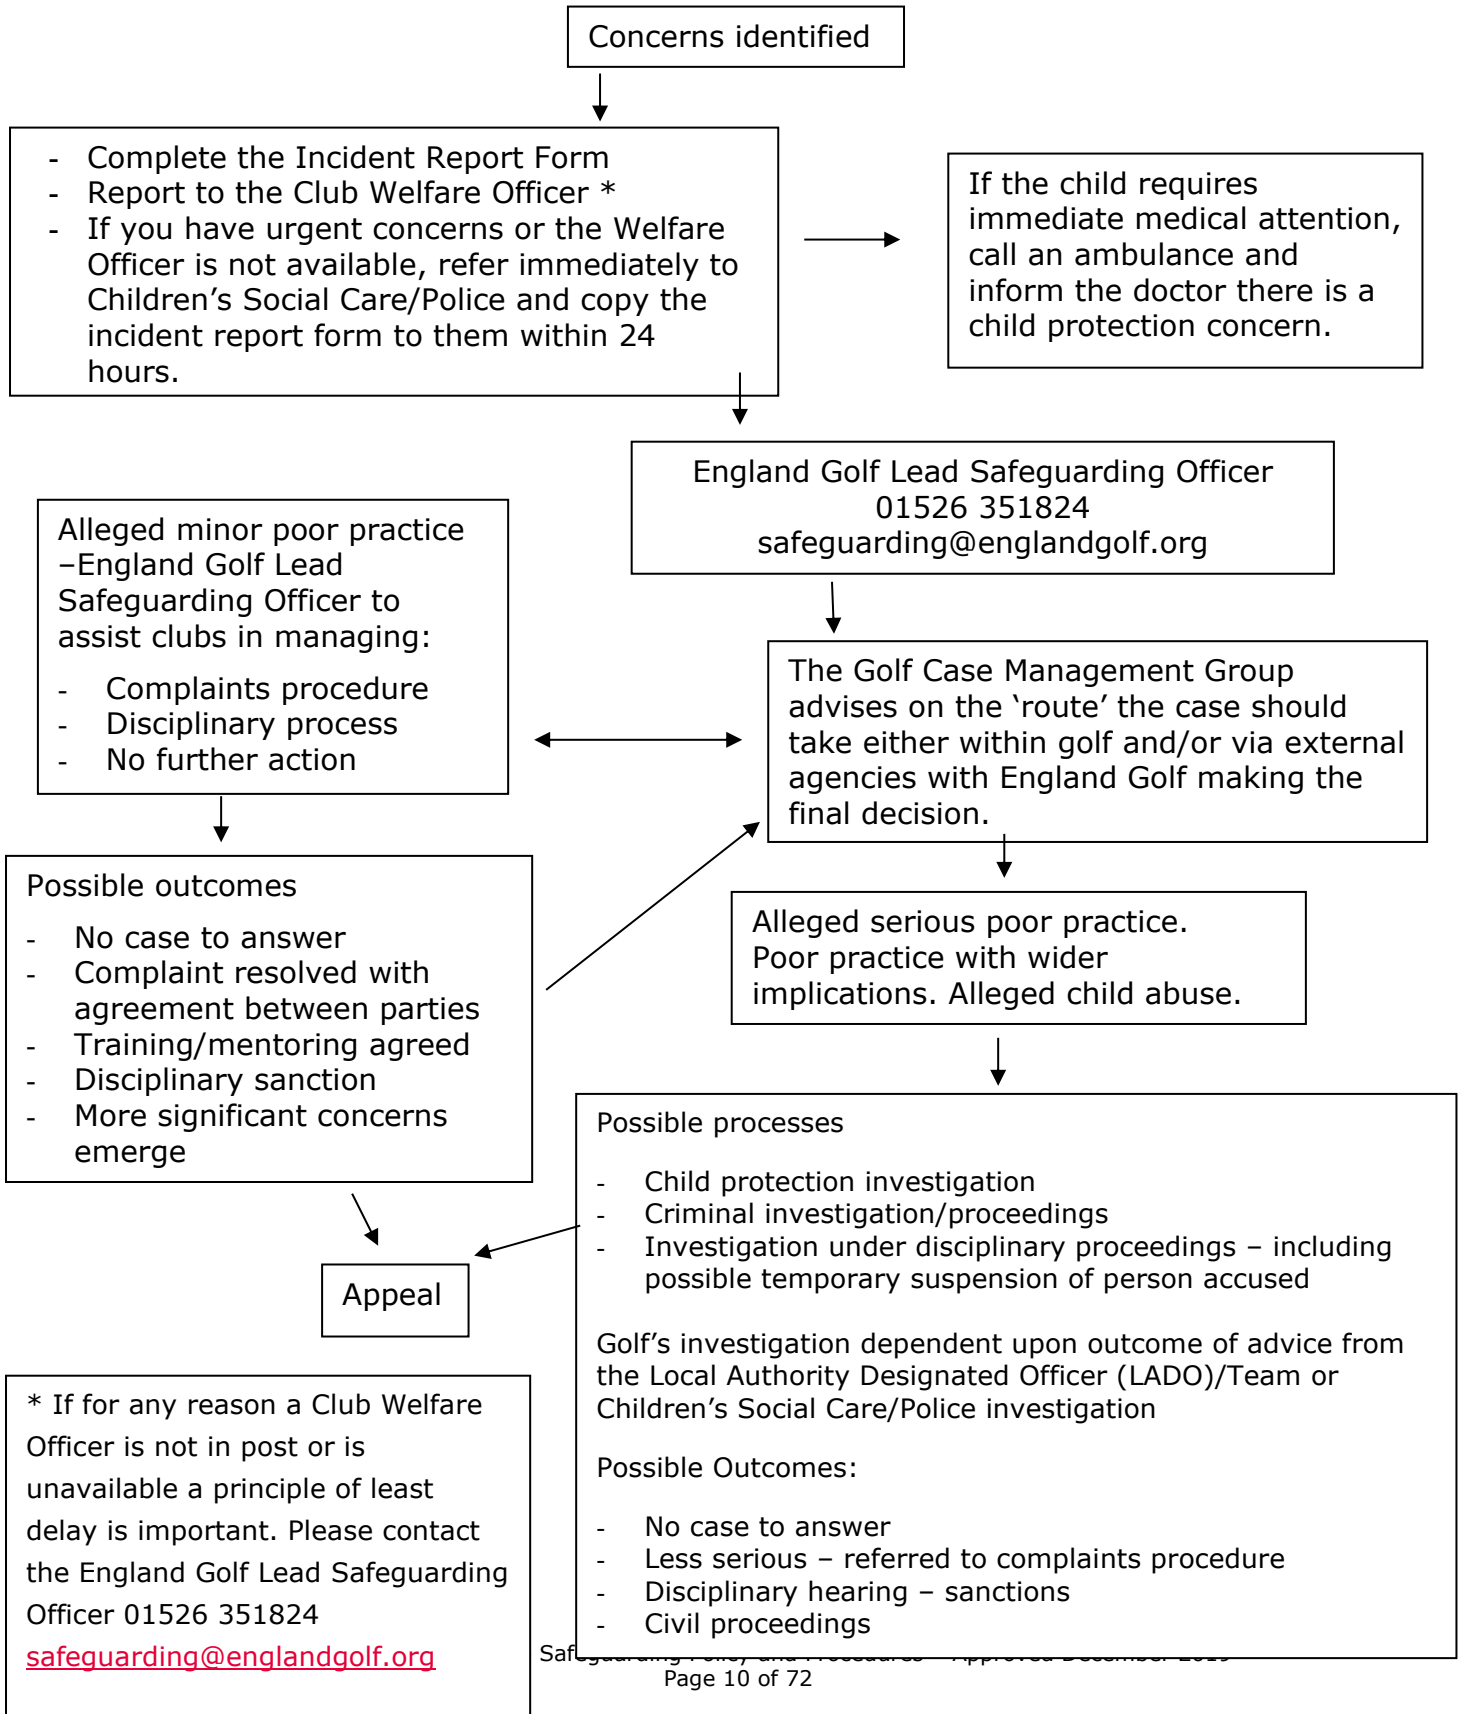 Concerns identified
- Complete the Incident Report Form
- Report to the Club Welfare Officer *
- If you have urgent concerns or the Welfare
Officer is not available, refer immediately to
Children’s Social Care/Police and copy the
incident report form to them within 24
hours.
If the child requires
immediate medical attention,
call an ambulance and
inform the doctor there is a
child protection concern.
England Golf Lead Safeguarding Officer
01526 351824
safeguarding@englandgolf.org
Alleged minor poor practice
–England Golf Lead
Safeguarding Officer to
assist clubs in managing:
- Complaints procedure
- Disciplinary process
- No further action
The Golf Case Management Group
advises on the ‘route’ the case should
take either within golf and/or via external
agencies with England Golf making the
final decision.
Possible outcomes
- No case to answer
- Complaint resolved with
agreement between parties
- Training/mentoring agreed
- Disciplinary sanction
- More significant concerns
emerge
Alleged serious poor practice.
Poor practice with wider
implications. Alleged child abuse.
Possible processes
- Child protection investigation
- Criminal investigation/proceedings
- Investigation under disciplinary proceedings – including
possible temporary suspension of person accused
Golf’s investigation dependent upon outcome of advice from
the Local Authority Designated Officer (LADO)/Team or
Children’s Social Care/Police investigation
Possible Outcomes:
- No case to answer
- Less serious – referred to complaints procedure
- Disciplinary hearing – sanctions
- Civil proceedings
Appeal
* If for any reason a Club Welfare
Officer is not in post or is
unavailable a principle of least
delay is important. Please contact
the England Golf Lead Safeguarding
Officer 01526 351824
safeguarding@englandgolf.org
Safeguarding Policy and Procedures – Approved December 2019
Page 10 of 72